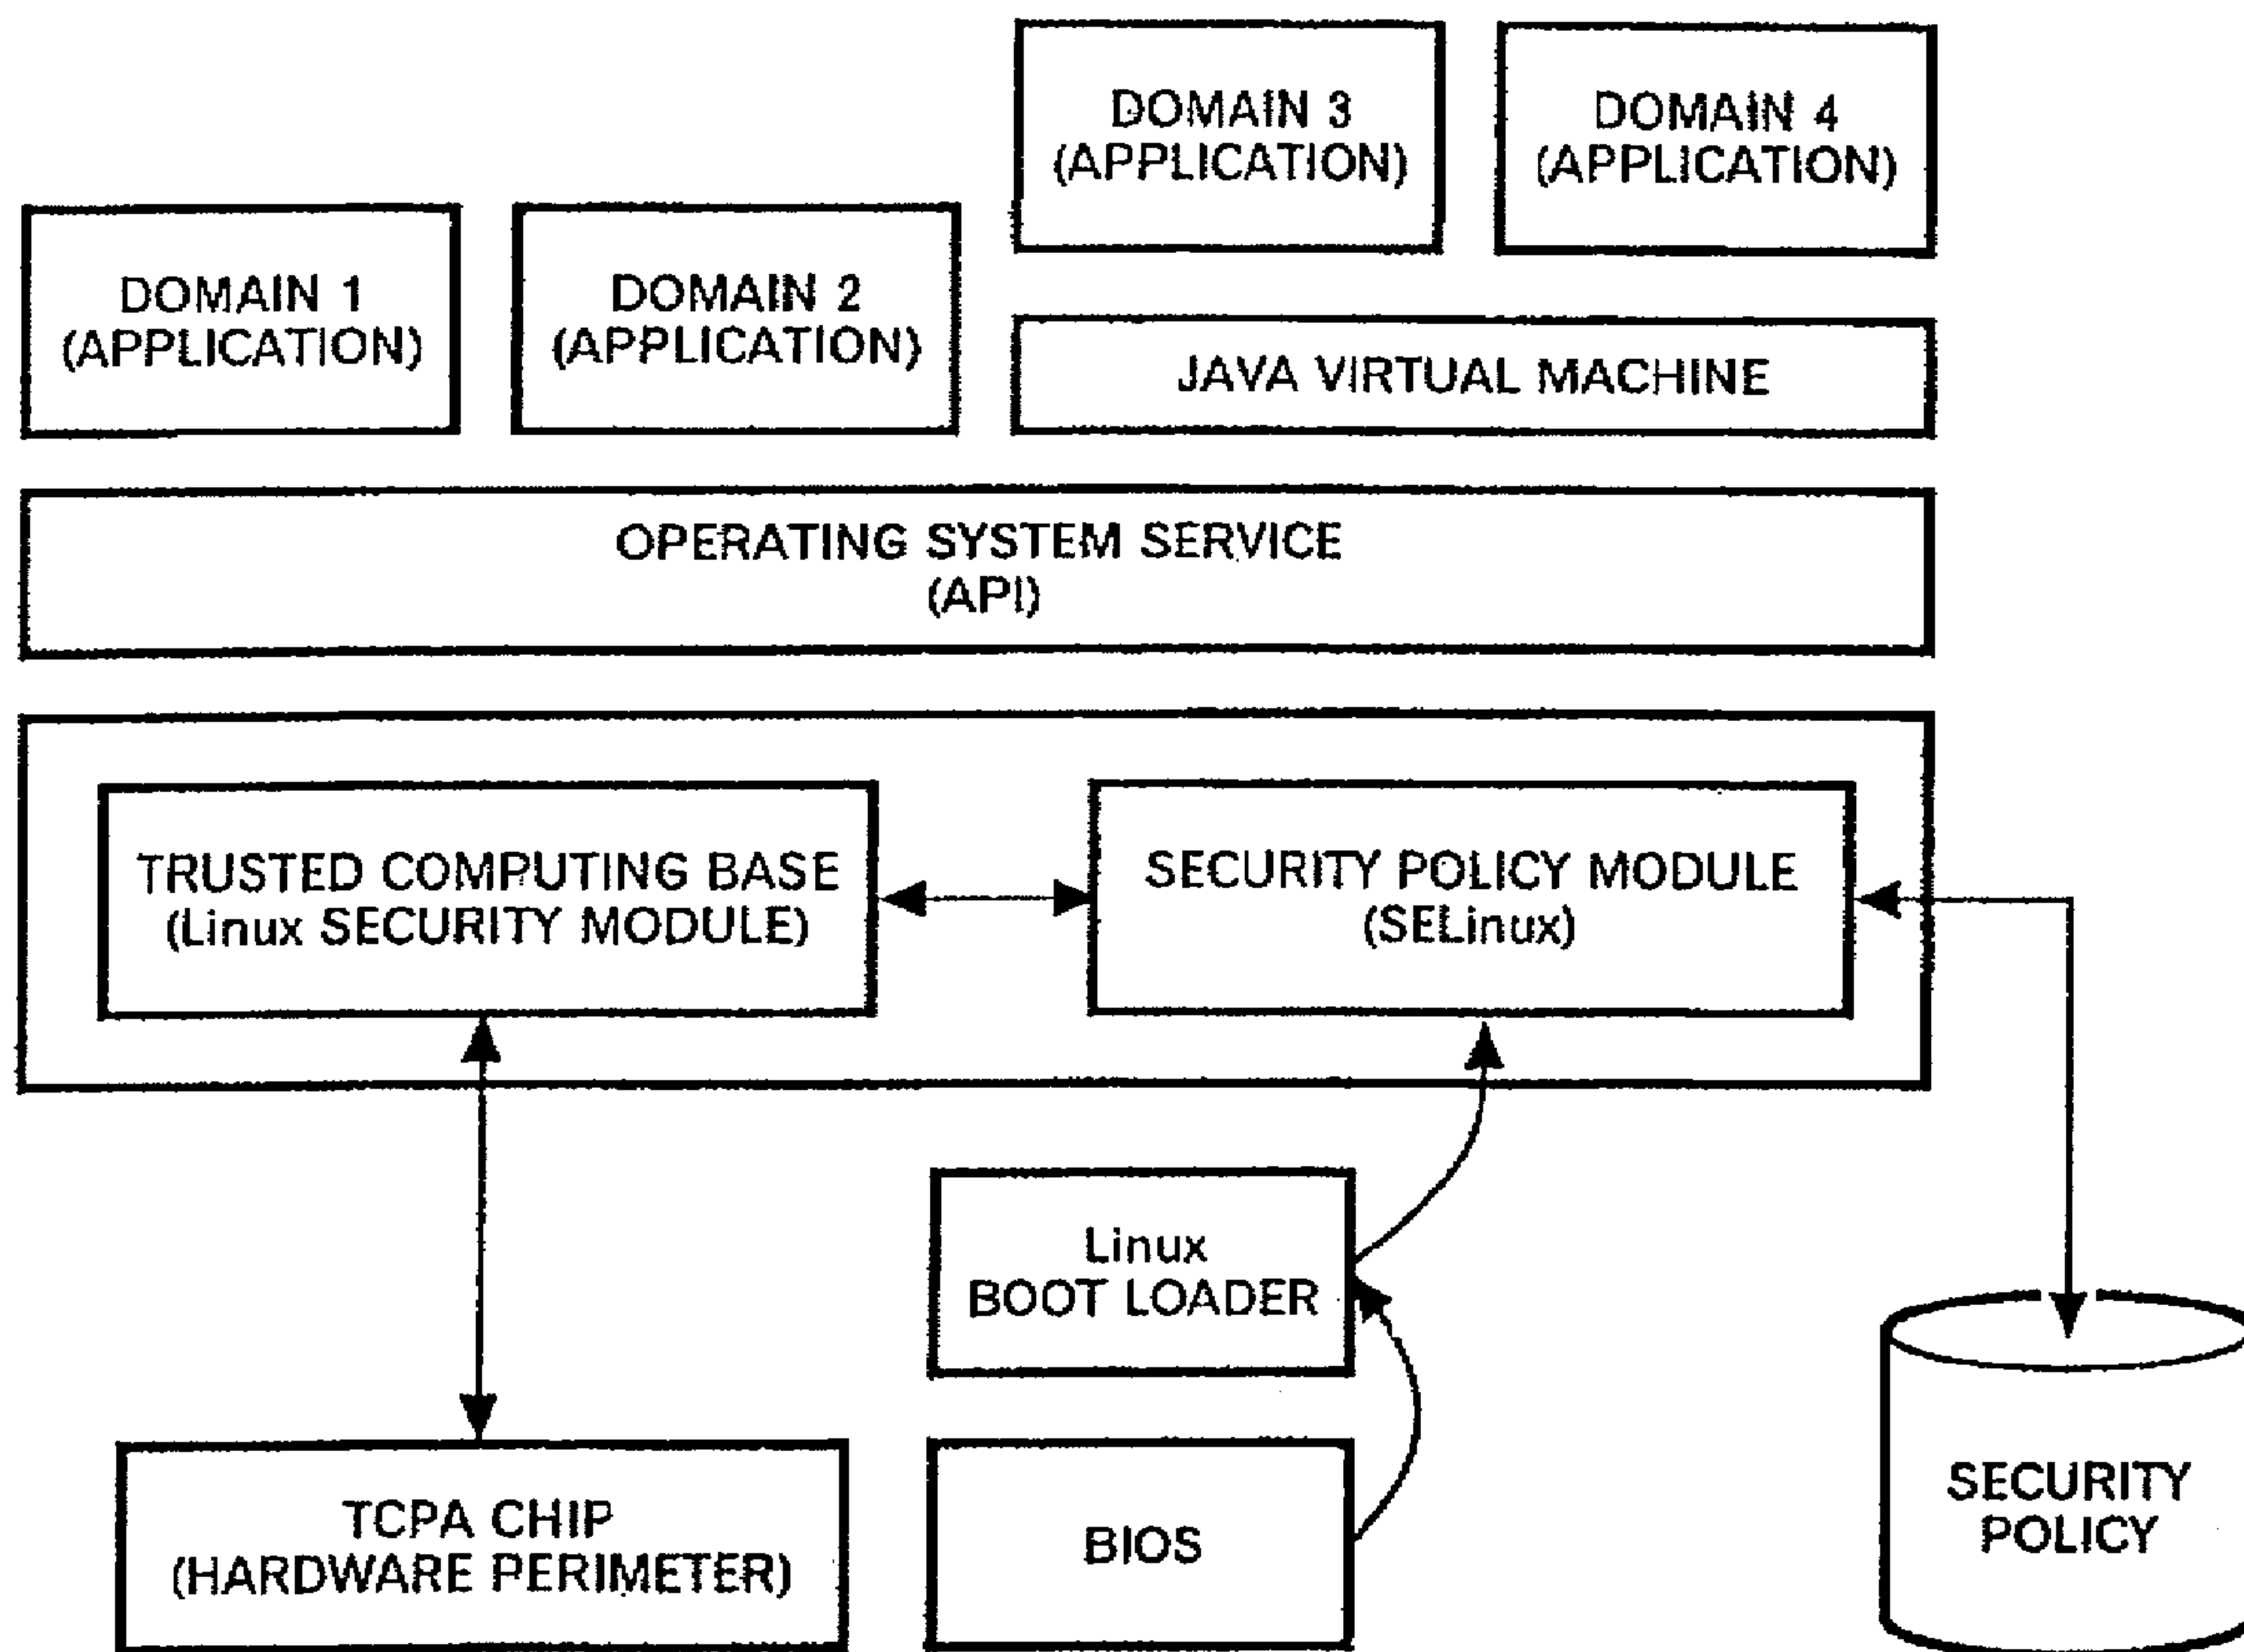 DOMAIN 3
(APPLICATION)
DOMAIN 4
(APPLICATION)
DOMAIN 1
(APPLICATION)
DOMAIN 2
(APPLICATION)
JAVA VIRTUAL MACHINE
OPERATING SYSTEM SERVICE
(API)
TRUSTED COMPUTING BASE
(Linux SECURITY MODULE)
SECURITY POLICY MODULE
(SELinux)
Linux
BOOT LOADER
TCPA CHIP
(HARDWARE PERIMETER)
BIOS
SECURITY
POLICY